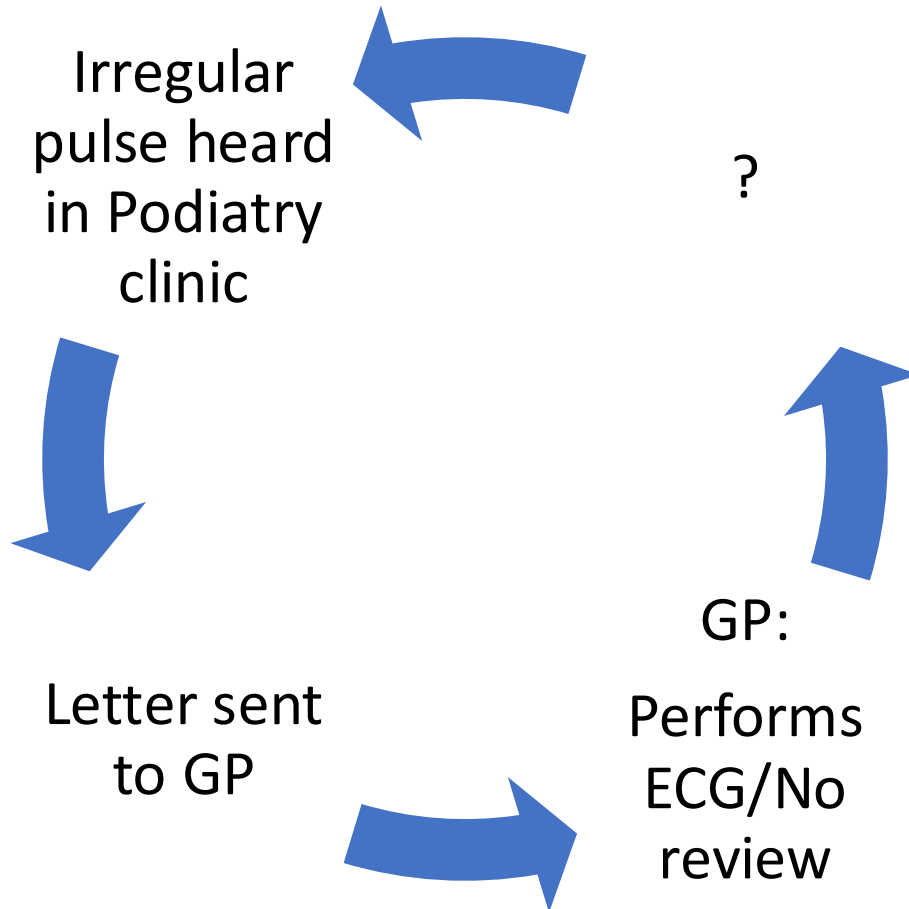 Irregular
pulse heard
in Podiatry
clinic
?
Letter sent
to GP
GP:
Performs
ECG/No
review